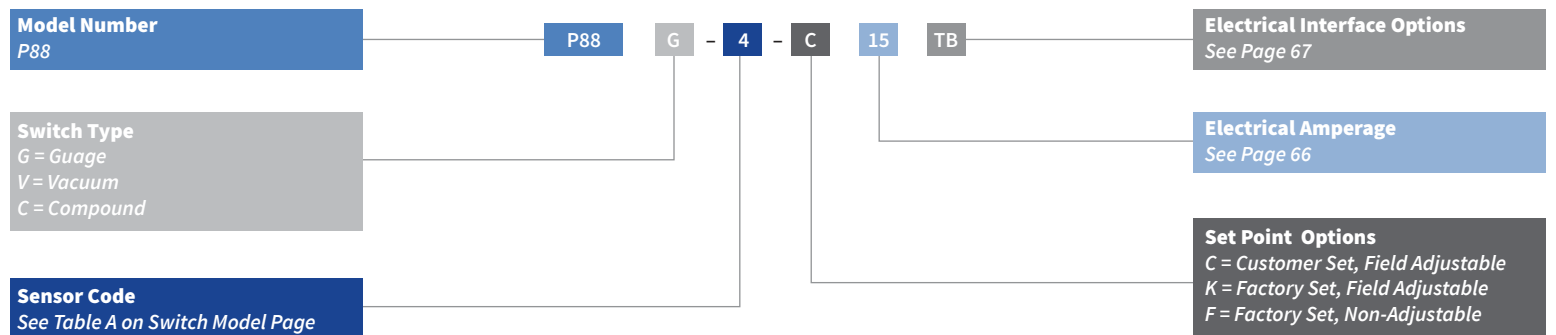 Model Number
P88
P88 G – 4 – C 15 TB
Electrical Interface Options
See Page 67
Switch Type
G = Guage
V = Vacuum
C = Compound
Electrical Amperage
See Page 66
Sensor Code
See Table A on Switch Model Page
Set Point Options
C = Customer Set, Field Adjustable
K = Factory Set, Field Adjustable
F = Factory Set, Non-Adjustable